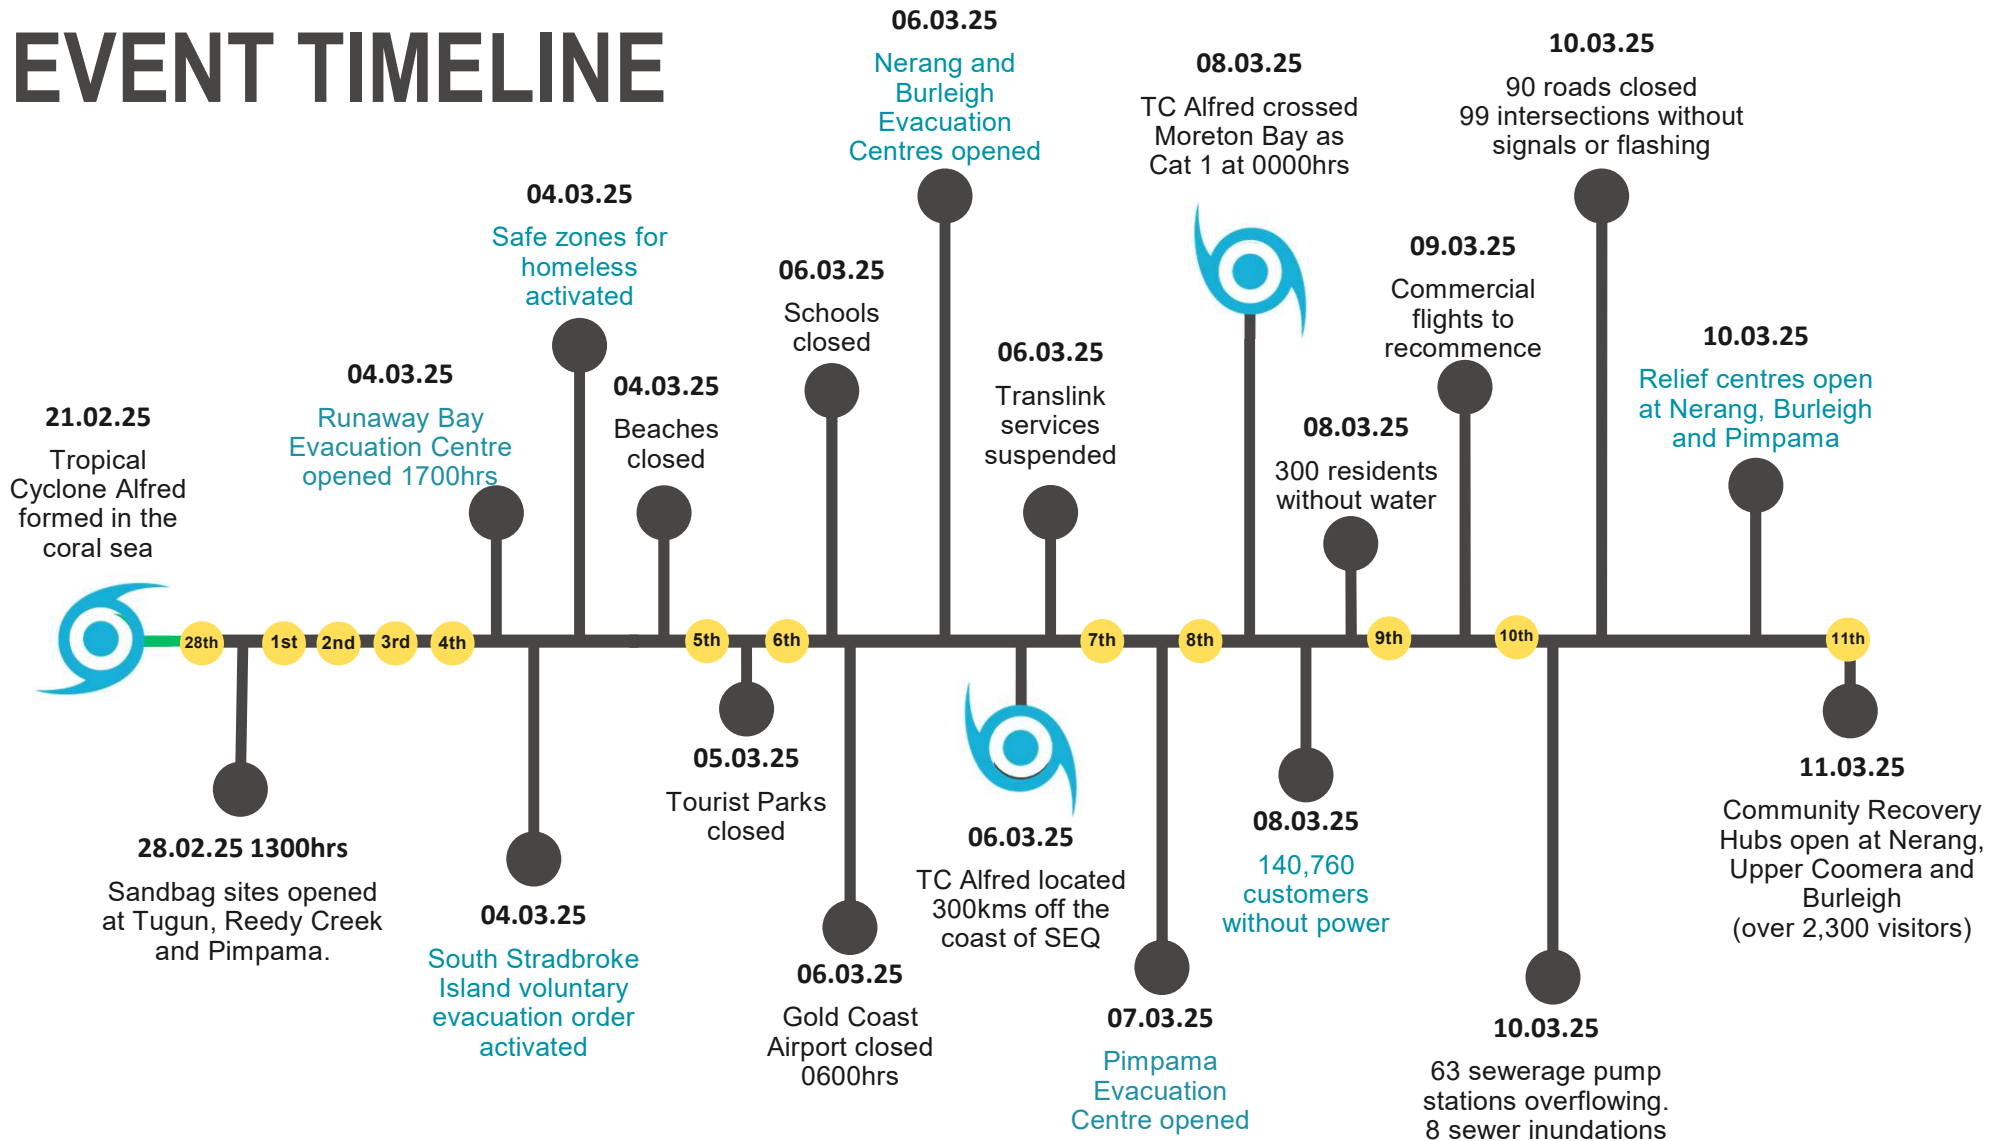 EVENT TIMELINE
21.02.25
Tropical
Cyclone Alfred
formed in the
coral sea
28.02.25 1300hrs
Sandbag sites opened
at Tugun, Reedy Creek
and Pimpama.
04.03.25
Runaway Bay
Evacuation Centre
opened 1700hrs
04.03.25
South Stradbroke
Island voluntary
evacuation order
activated
04.03.25
Safe zones for
homeless
activated
04.03.25
Beaches
closed
05.03.25
Tourist Parks
closed
06.03.25
Schools
closed
06.03.25
Gold Coast
Airport closed
0600hrs
06.03.25
Nerang and
Burleigh
Evacuation
Centres opened
06.03.25
TC Alfred located
300kms off the
coast of SEQ
06.03.25
Translink
services
suspended
07.03.25
Pimpama
Evacuation
Centre opened
08.03.25
TC Alfred crossed
Moreton Bay as
Cat 1 at 0000hrs
08.03.25
140,760
customers
without power
08.03.25
300 residents
without water
09.03.25
Commercial
flights to
recommence
10.03.25
63 sewerage pump
stations overflowing.
8 sewer inundations
10.03.25
90 roads closed
99 intersections without
signals or flashing
10.03.25
Relief centres open
at Nerang, Burleigh
and Pimpama
11.03.25
Community Recovery
Hubs open at Nerang,
Upper Coomera and
Burleigh
(over 2,300 visitors)
28th
1st
2nd
3rd
4th
5th
6th
7th
8th
9th
10th
11th